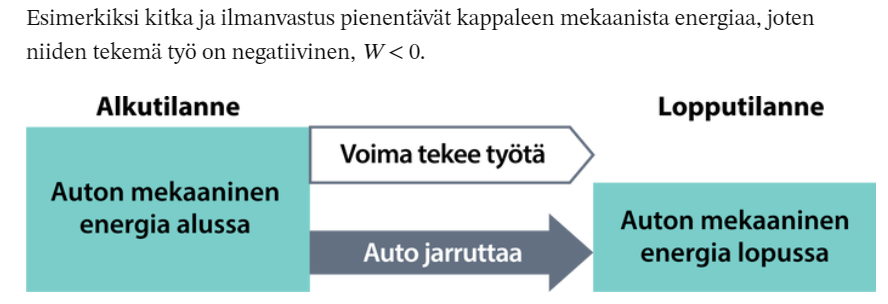 Esimerkiksi kitka ja ilmanvastus pienentävät kappaleen mekaanista energiaa, joten
niiden tekemä työ on negatiivinen, W < 0.
Alkutilanne
Lopputilanne
Voima tekee työtä
Auton mekaaninen
energia alussa
Auto jarruttaa
Auton mekaaninen
energia lopussa